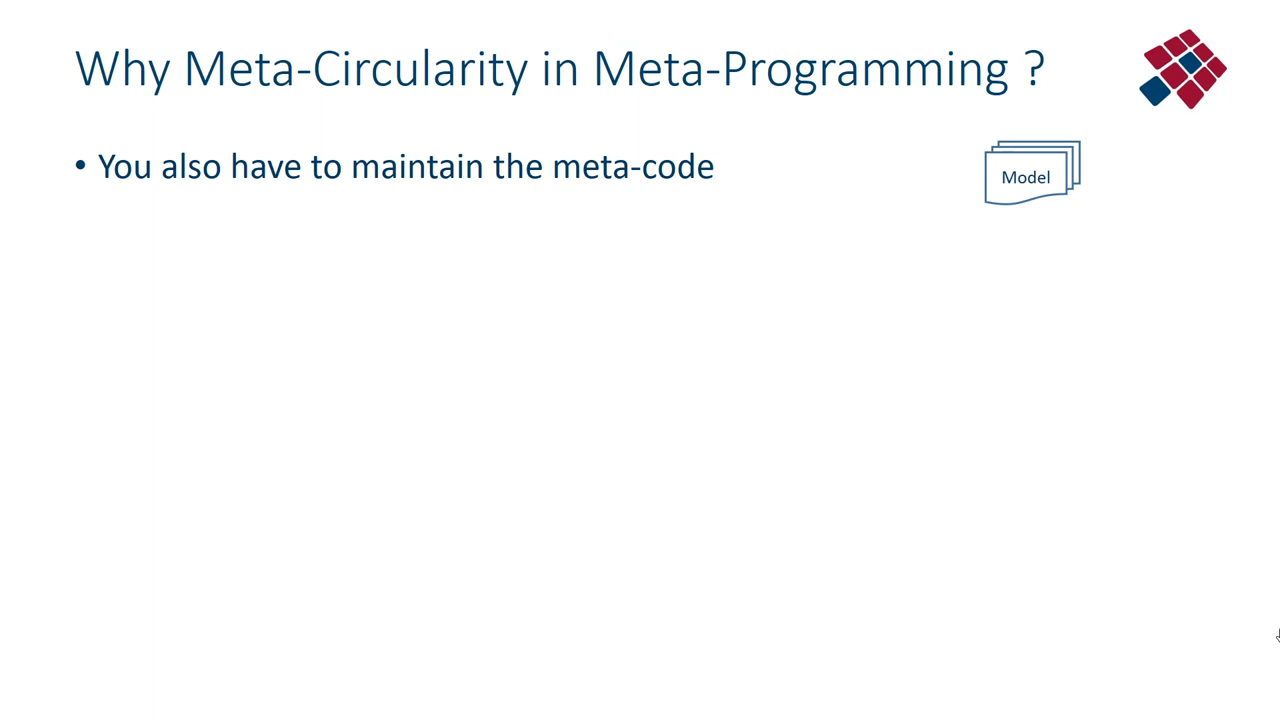 Why Meta-Circularity in Meta-Programming ?
• You also have to maintain the meta-code
Model